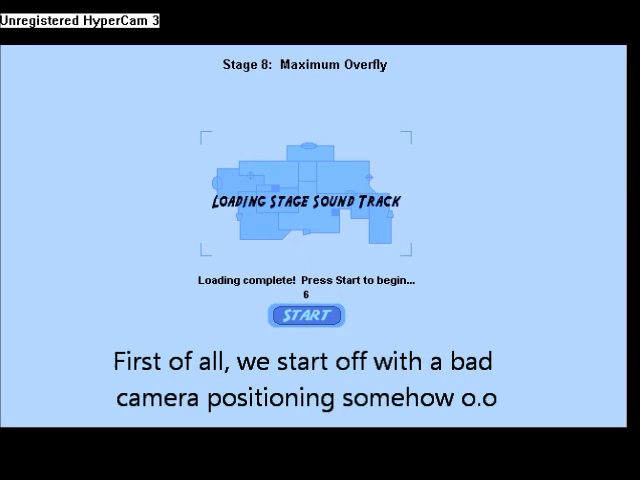 Unregistered HyperCam 3
Stage 8:  Maximum Overfly
Loading Stage Sound Track
Loading complete!  Press Start to begin...
6
START
First of all, we start off with a bad
camera positioning somehow o.o